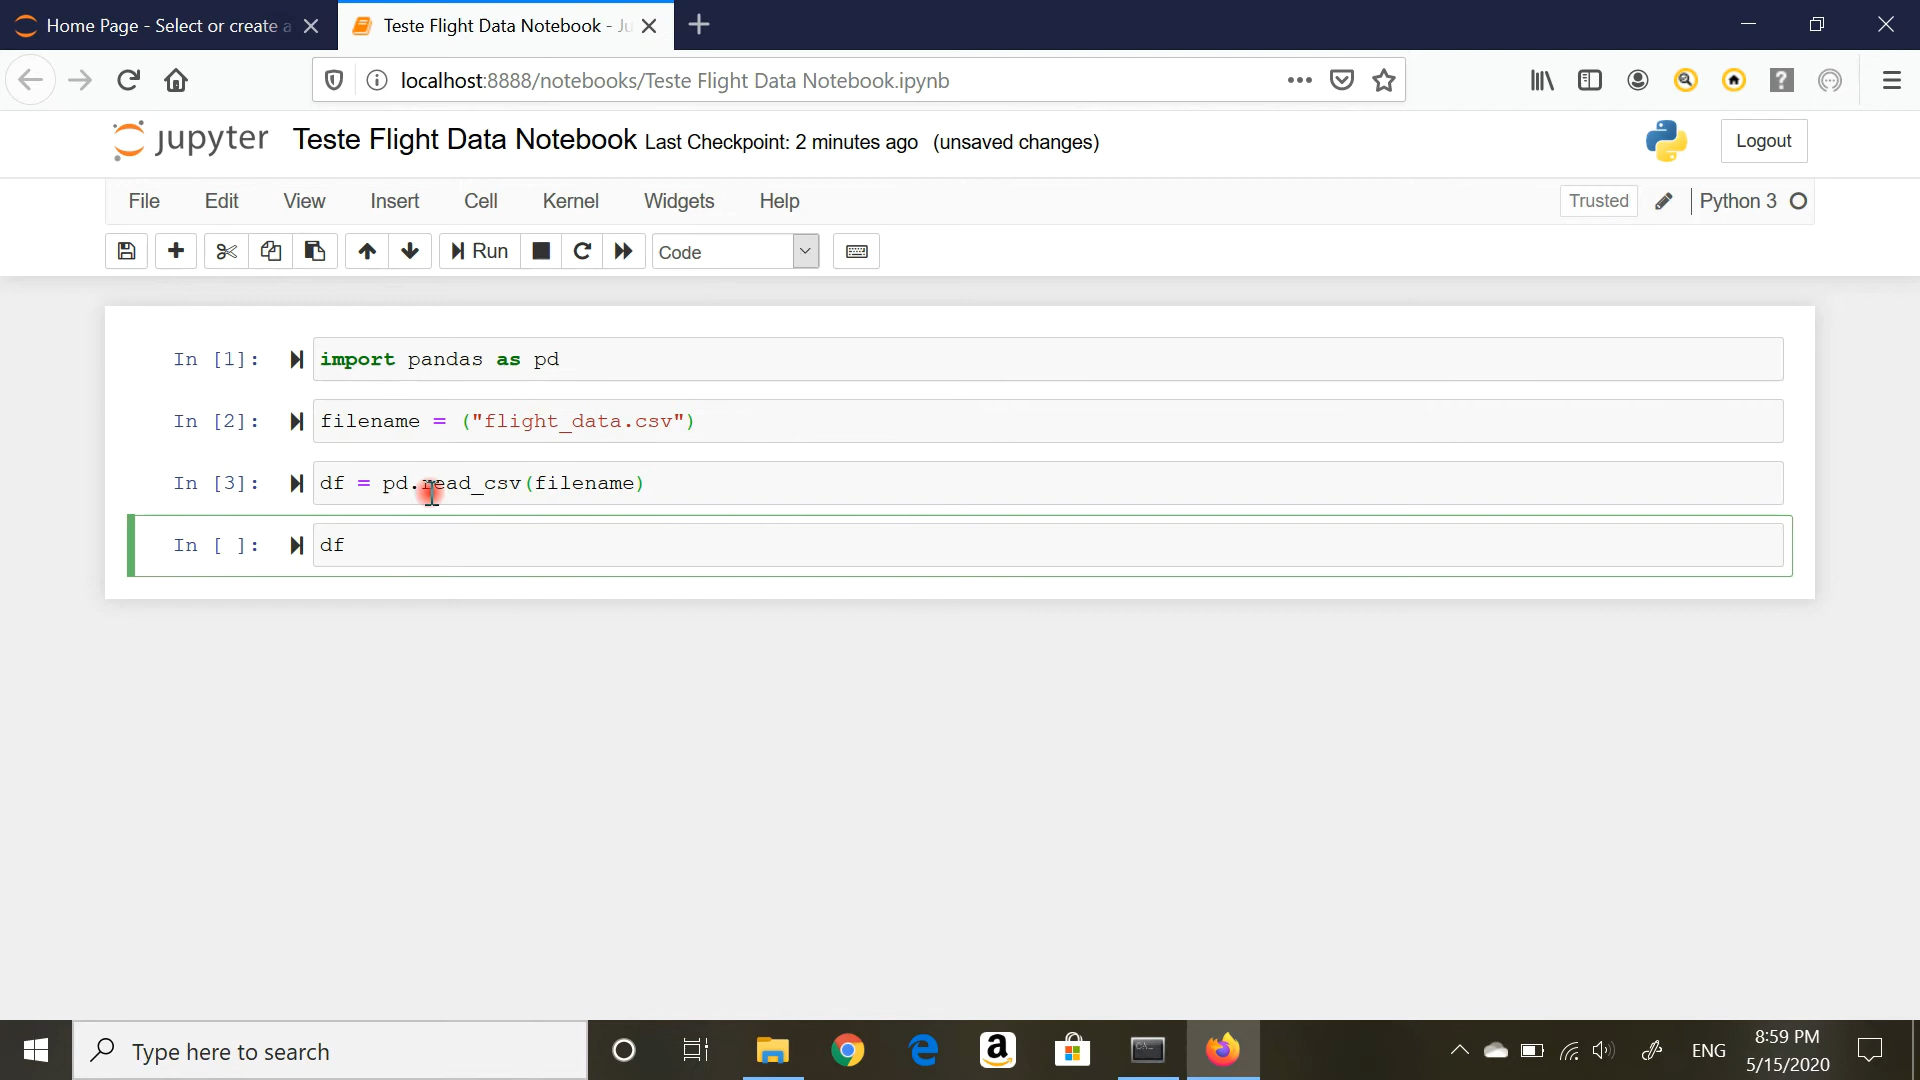 Home Page - Select or create a
Teste Flight Data Notebook - Ju
localhost:8888/notebooks/Teste Flight Data Notebook.ipynb
jupyter Teste Flight Data Notebook Last Checkpoint: 2 minutes ago (unsaved changes)
Logout
File Edit View Insert Cell Kernel Widgets Help
Trusted Python 3
Run Code
In [1]: import pandas as pd
In [2]: filename = ("flight_data.csv")
In [3]: df = pd.read_csv(filename)
In [ ]: df
Type here to search
ENG
8:59 PM
5/15/2020